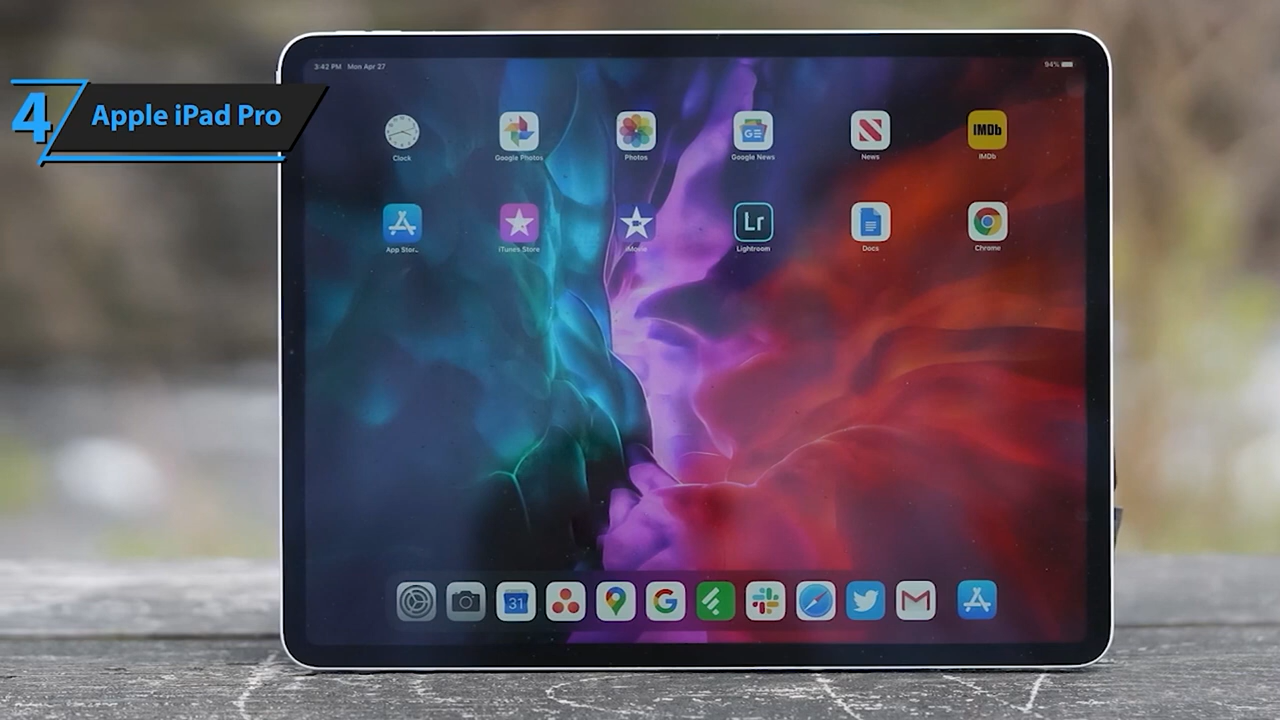 4 Apple iPad Pro
3:42 PM Mon Apr 27
94%
Clock
Google Photos
Photos
Google News
News
IMDb
IMDb
App Stor..
iTunes Store
iMovie
Lr
Lightroom
Docs
Chrome
31